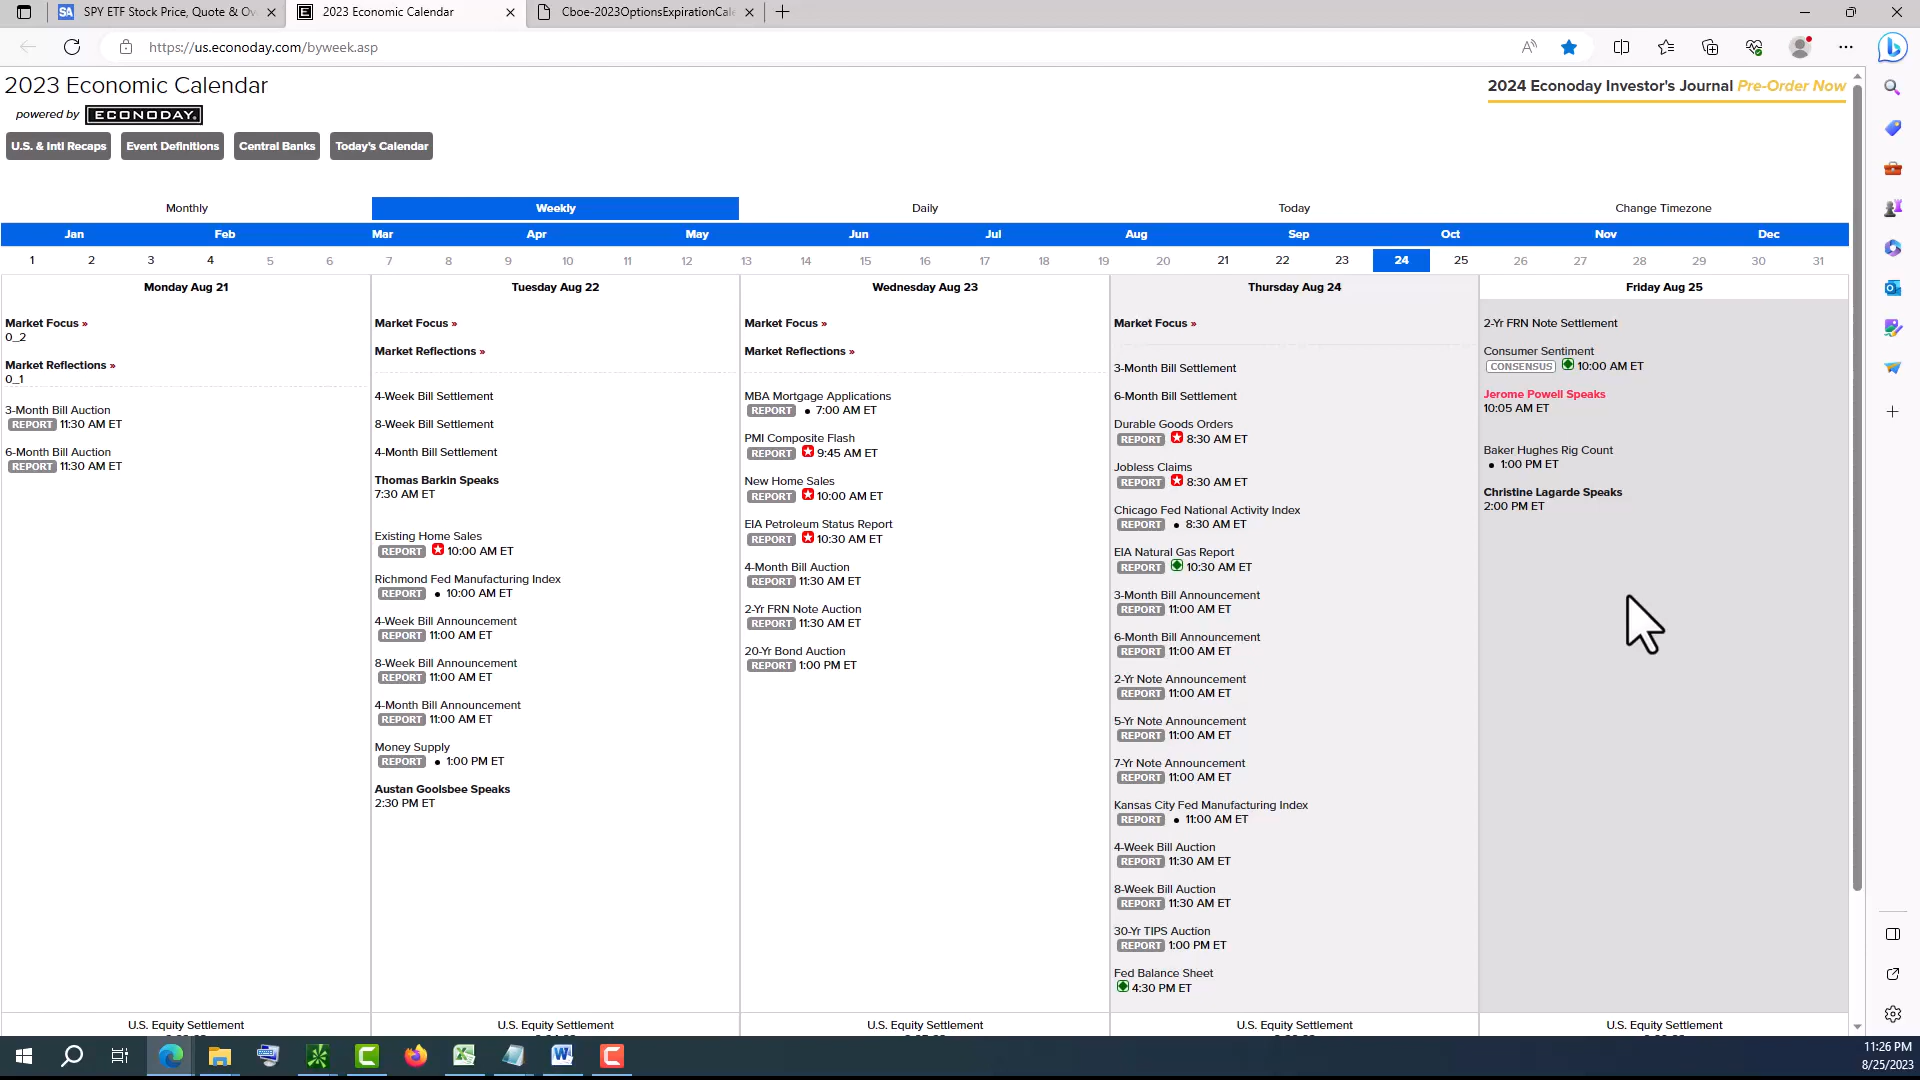 SPY ETF Stock Price, Quote & Ov
2023 Economic Calendar
Cboe-2023OptionsExpirationCale
https://us.econoday.com/byweek.asp
2023 Economic Calendar
2024 Econoday Investor's Journal Pre-Order Now
powered by ECONODAY
U.S. & Intl Recaps
Event Definitions
Central Banks
Today's Calendar
Monthly
Weekly
Daily
Today
Change Timezone
Jan Feb Mar Apr May Jun Jul Aug Sep Oct Nov Dec
1 2 3 4 5 6 7 8 9 10 11 12 13 14 15 16 17 18 19 20 21 22 23 24 25 26 27 28 29 30 31
Monday Aug 21
Market Focus »
0_2
Market Reflections »
0_1
3-Month Bill Auction
REPORT 11:30 AM ET
6-Month Bill Auction
REPORT 11:30 AM ET
U.S. Equity Settlement
Tuesday Aug 22
Market Focus »
Market Reflections »
4-Week Bill Settlement
8-Week Bill Settlement
4-Month Bill Settlement
Thomas Barkin Speaks
7:30 AM ET
Existing Home Sales
REPORT 10:00 AM ET
Richmond Fed Manufacturing Index
REPORT • 10:00 AM ET
4-Week Bill Announcement
REPORT 11:00 AM ET
8-Week Bill Announcement
REPORT 11:00 AM ET
4-Month Bill Announcement
REPORT 11:00 AM ET
Money Supply
REPORT • 1:00 PM ET
Austan Goolsbee Speaks
2:30 PM ET
U.S. Equity Settlement
Wednesday Aug 23
Market Focus »
Market Reflections »
MBA Mortgage Applications
REPORT • 7:00 AM ET
PMI Composite Flash
REPORT 9:45 AM ET
New Home Sales
REPORT 10:00 AM ET
EIA Petroleum Status Report
REPORT 10:30 AM ET
4-Month Bill Auction
REPORT 11:30 AM ET
2-Yr FRN Note Auction
REPORT 11:30 AM ET
20-Yr Bond Auction
REPORT 1:00 PM ET
U.S. Equity Settlement
Thursday Aug 24
Market Focus »
3-Month Bill Settlement
6-Month Bill Settlement
Durable Goods Orders
REPORT 8:30 AM ET
Jobless Claims
REPORT 8:30 AM ET
Chicago Fed National Activity Index
REPORT • 8:30 AM ET
EIA Natural Gas Report
REPORT 10:30 AM ET
3-Month Bill Announcement
REPORT 11:00 AM ET
6-Month Bill Announcement
REPORT 11:00 AM ET
2-Yr Note Announcement
REPORT 11:00 AM ET
5-Yr Note Announcement
REPORT 11:00 AM ET
7-Yr Note Announcement
REPORT 11:00 AM ET
Kansas City Fed Manufacturing Index
REPORT • 11:00 AM ET
4-Week Bill Auction
REPORT 11:30 AM ET
8-Week Bill Auction
REPORT 11:30 AM ET
30-Yr TIPS Auction
REPORT 1:00 PM ET
Fed Balance Sheet
4:30 PM ET
U.S. Equity Settlement
Friday Aug 25
2-Yr FRN Note Settlement
Consumer Sentiment
CONSENSUS 10:00 AM ET
Jerome Powell Speaks
10:05 AM ET
Baker Hughes Rig Count
• 1:00 PM ET
Christine Lagarde Speaks
2:00 PM ET
U.S. Equity Settlement
11:26 PM
8/25/2023